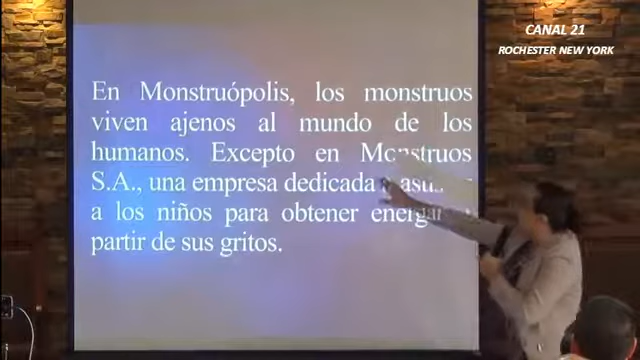 CANAL 21
ROCHESTER NEW YORK
En Monstruópolis, los monstruos
viven ajenos al mundo de los
humanos. Excepto en Monstruos
S.A., una empresa dedicada
a los niños para obtener
partir de sus gritos.